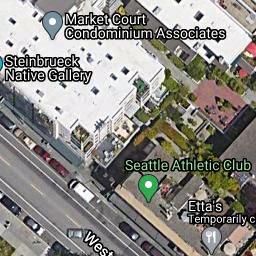 Market Court
Condominium Associates
Steinbrueck
Native Gallery
Seattle Athletic Club
Etta's
Temporarily c
West